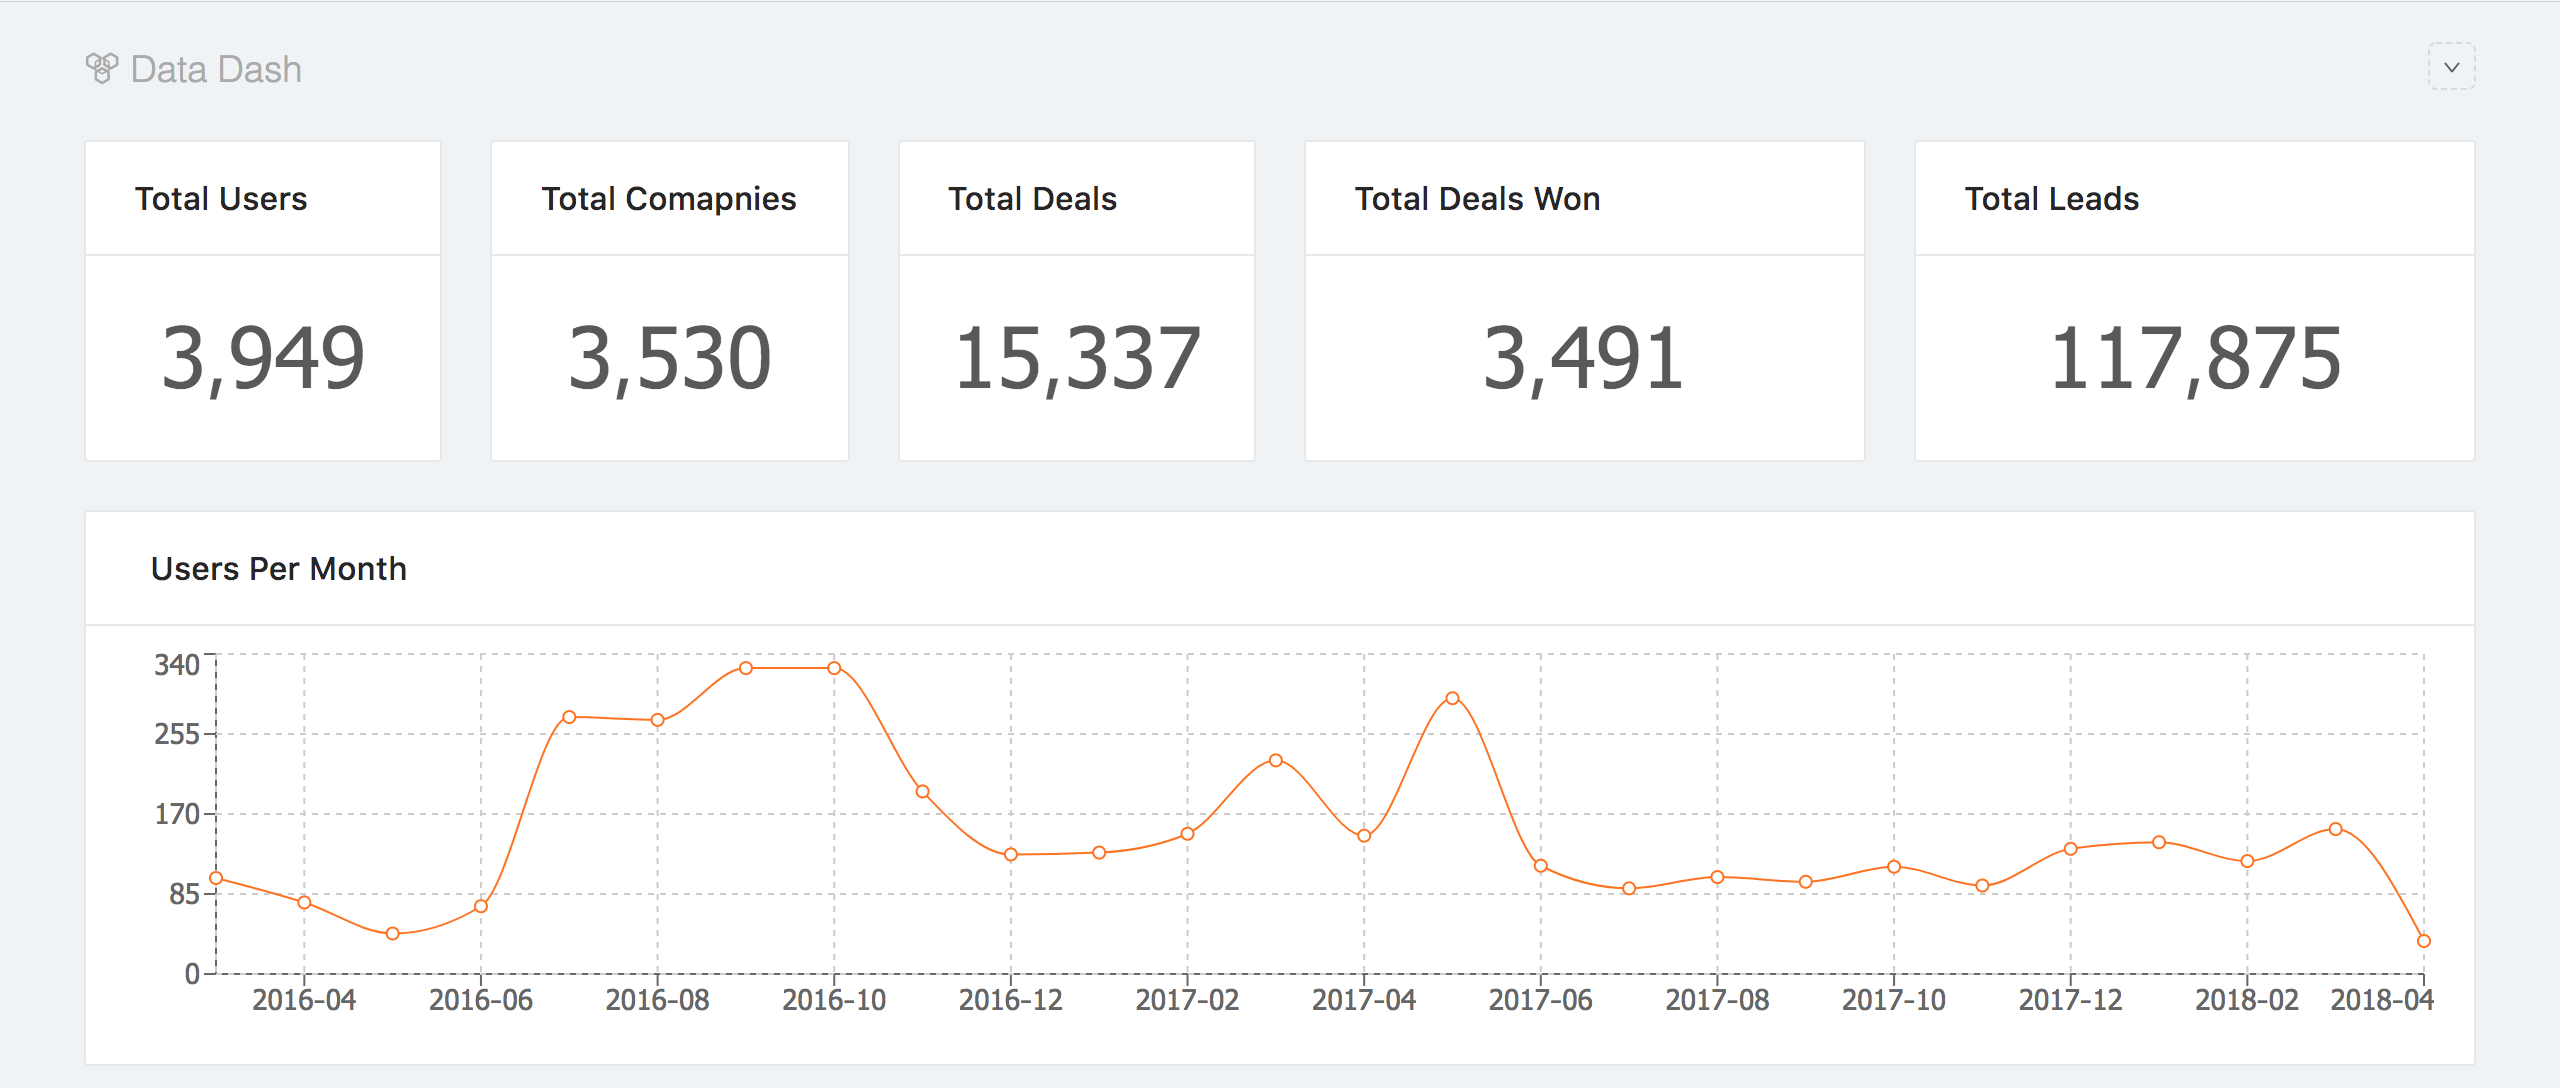 Data Dash
Total Users
Total Comapnies
Total Deals
Total Deals Won
Total Leads
3,949
3,530
15,337
3,491
117,875
Users Per Month
340
255
170
85
0
2016-04 2016-06 2016-08 2016-10 2016-12 2017-02 2017-04 2017-06 2017-08 2017-10 2017-12 2018-02 2018-04